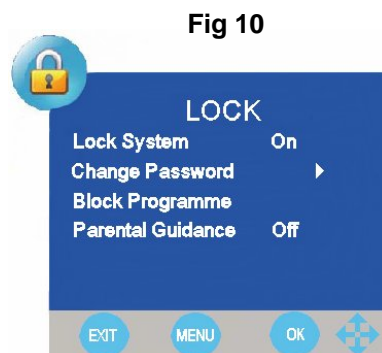 Fig 10
LOCK
Lock System On
Change Password
Block Programme
Parental Guidance Off
EXIT MENU OK